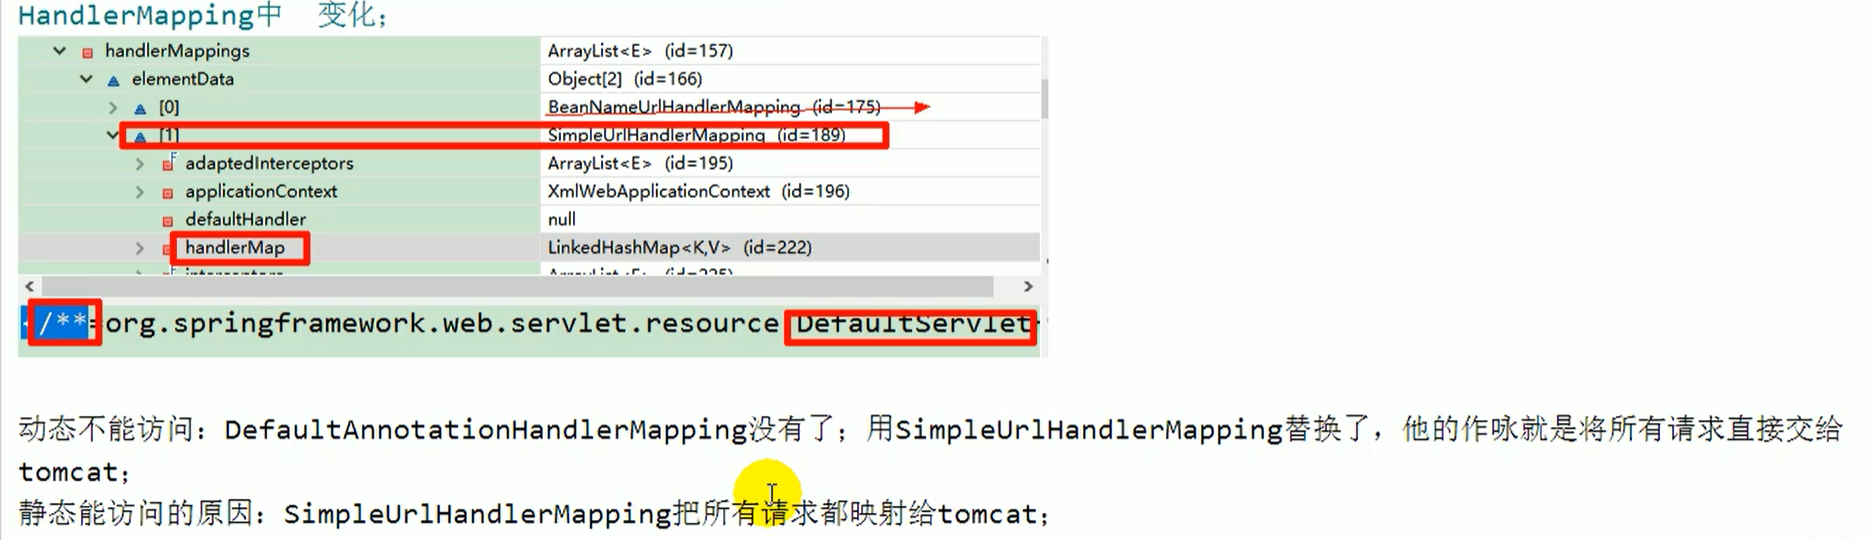 HandlerMapping中 变化;
handlerMappings ArrayList<E> (id=157)
elementData Object[2] (id=166)
[0] BeanNameUrlHandlerMapping (id=175)
[1] SimpleUrlHandlerMapping (id=189)
adaptedInterceptors ArrayList<E> (id=195)
applicationContext XmlWebApplicationContext (id=196)
defaultHandler null
handlerMap LinkedHashMap<K,V> (id=222)
/**=org.springframework.web.servlet.resource.DefaultServlet
动态不能访问: DefaultAnnotationHandlerMapping没有了; 用SimpleUrlHandlerMapping替换了, 他的作咏就是将所有请求直接交给
tomcat;
静态能访问的原因: SimpleUrlHandlerMapping把所有请求都映射给tomcat;